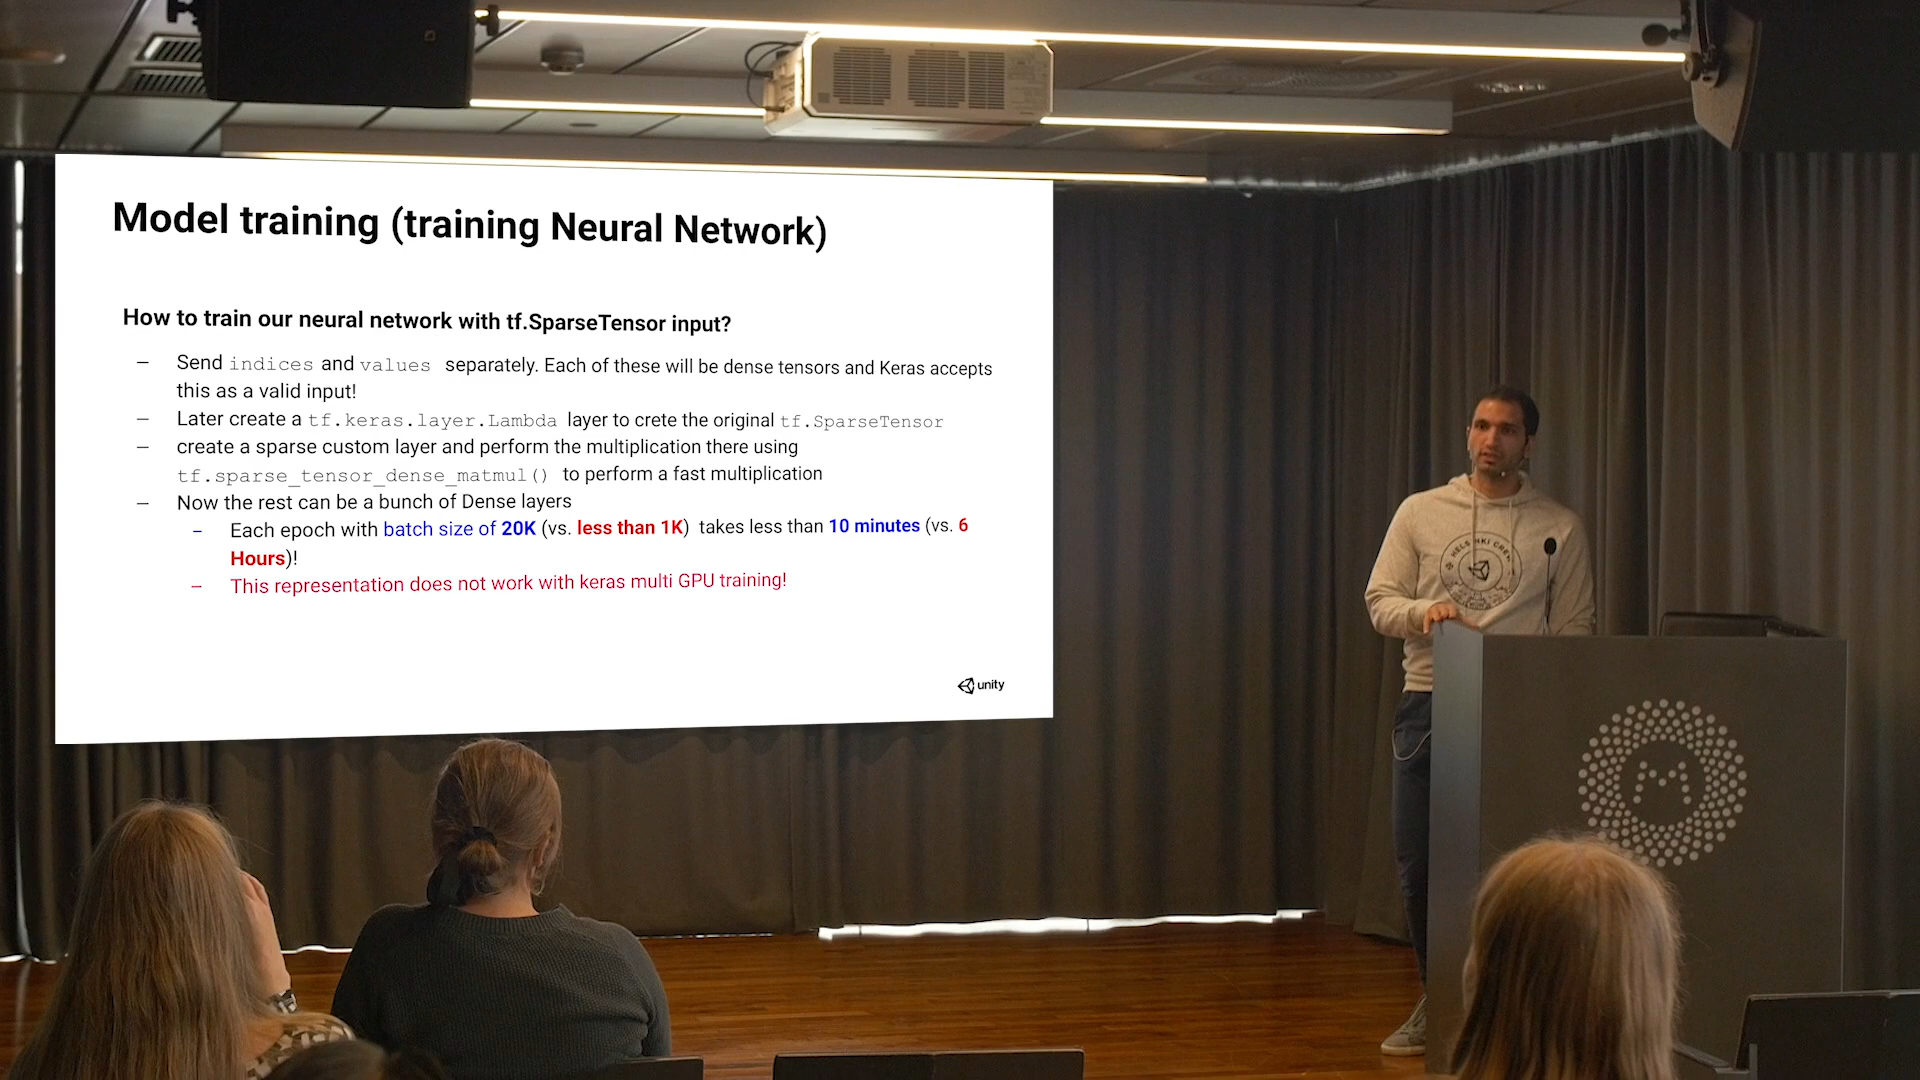 Model training (training Neural Network)
How to train our neural network with tf.SparseTensor input?
– Send indices and values separately. Each of these will be dense tensors and Keras accepts
this as a valid input!
– Later create a tf.keras.layer.Lambda layer to crete the original tf.SparseTensor
– create a sparse custom layer and perform the multiplication there using
tf.sparse_tensor_dense_matmul() to perform a fast multiplication
– Now the rest can be a bunch of Dense layers
– Each epoch with batch size of 20K (vs. less than 1K) takes less than 10 minutes (vs. 6
Hours)!
– This representation does not work with keras multi GPU training!
unity
HELSINKI CREW
M